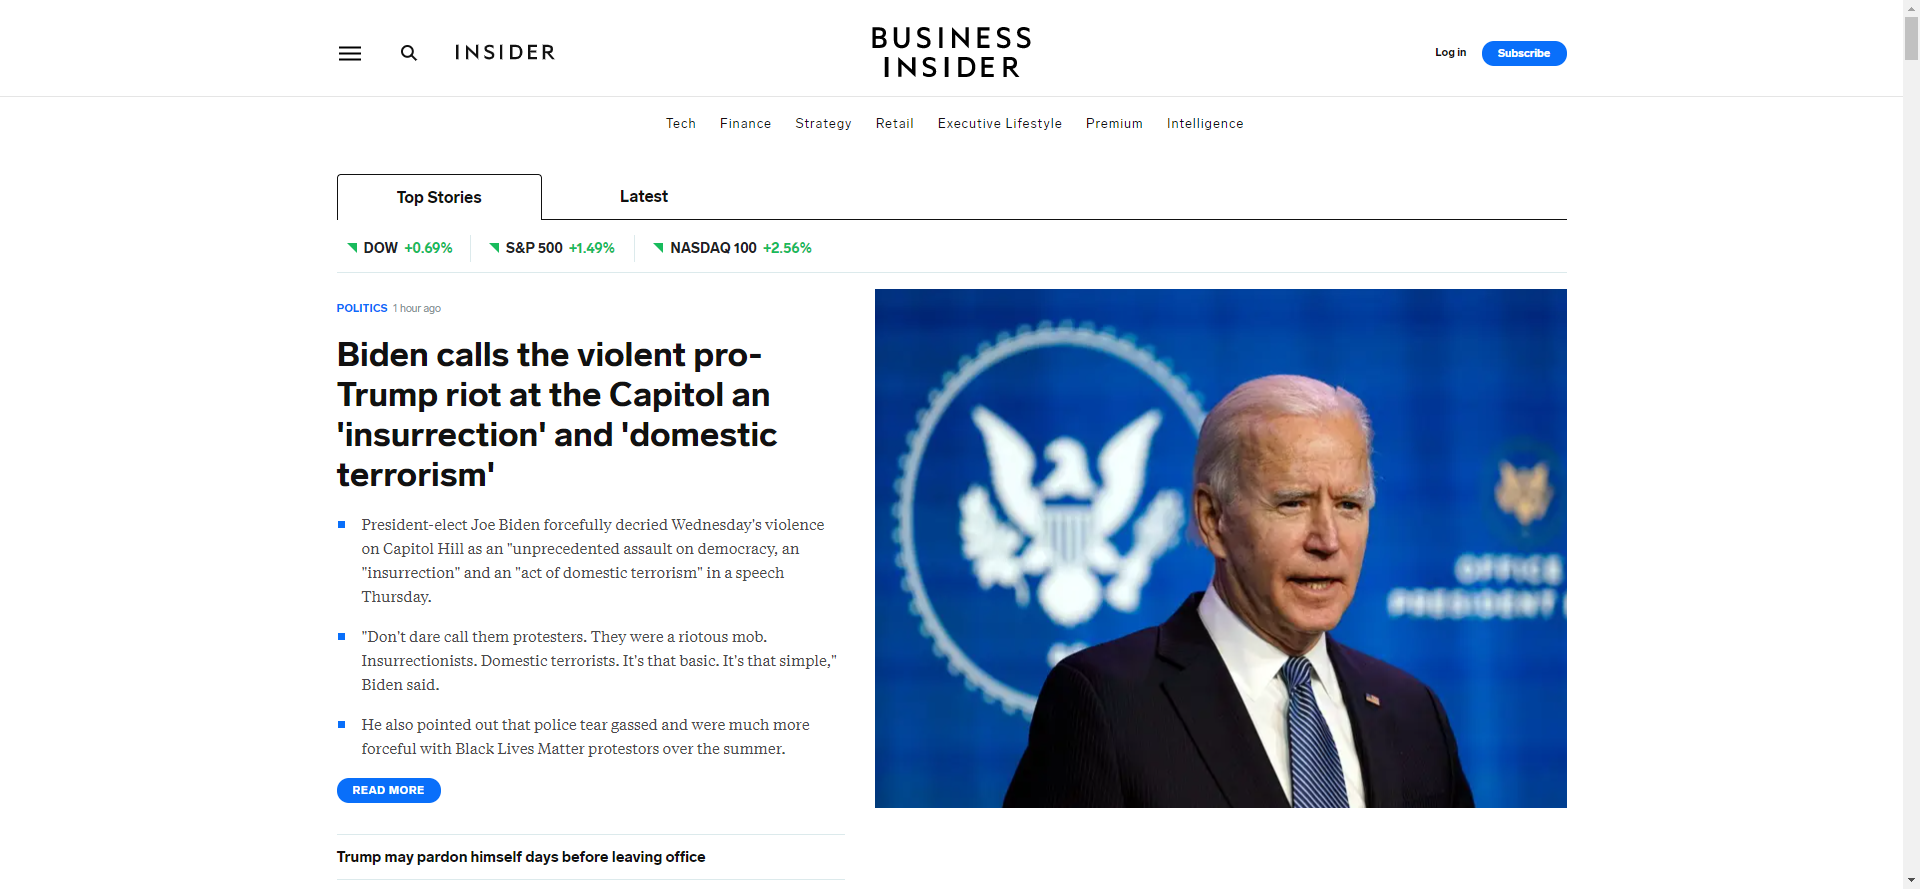 INSIDER
BUSINESS
INSIDER
Log in
Subscribe
Tech Finance Strategy Retail Executive Lifestyle Premium Intelligence
Top Stories
Latest
DOW +0.69%
S&P 500 +1.49%
NASDAQ 100 +2.56%
POLITICS 1 hour ago
Biden calls the violent pro-
Trump riot at the Capitol an
'insurrection' and 'domestic
terrorism'
President-elect Joe Biden forcefully decried Wednesday's violence
on Capitol Hill as an "unprecedented assault on democracy, an
"insurrection" and an "act of domestic terrorism" in a speech
Thursday.
"Don't dare call them protesters. They were a riotous mob.
Insurrectionists. Domestic terrorists. It's that basic. It's that simple,"
Biden said.
He also pointed out that police tear gassed and were much more
forceful with Black Lives Matter protestors over the summer.
READ MORE
OFFICE
PRESIDENT
Trump may pardon himself days before leaving office